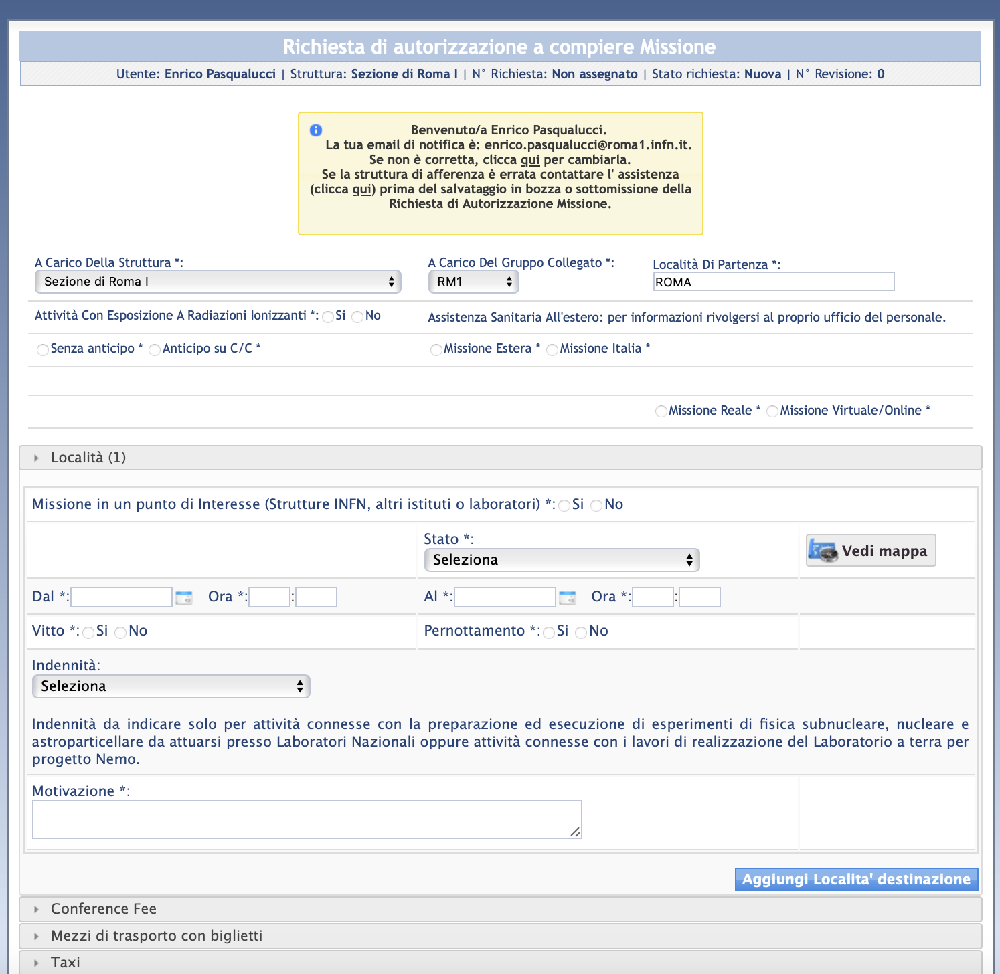 Richiesta di autorizzazione a compiere Missione
Utente: Enrico Pasqualucci | Struttura: Sezione di Roma I | N° Richiesta: Non assegnato | Stato richiesta: Nuova | N° Revisione: 0
Benvenuto/a Enrico Pasqualucci.
La tua email di notifica è: enrico.pasqualucci@roma1.infn.it.
Se non è corretta, clicca qui per cambiarla.
Se la struttura di afferenza è errata contattare l' assistenza
(clicca qui) prima del salvataggio in bozza o sottomissione della
Richiesta di Autorizzazione Missione.
A Carico Della Struttura *: A Carico Del Gruppo Collegato *: Località Di Partenza *:
Sezione di Roma I RM1 ROMA
Attività Con Esposizione A Radiazioni Ionizzanti *: Si No Assistenza Sanitaria All'estero: per informazioni rivolgersi al proprio ufficio del personale.
Senza anticipo * Anticipo su C/C * Missione Estera * Missione Italia *
Missione Reale * Missione Virtuale/Online *
Località (1)
Missione in un punto di Interesse (Strutture INFN, altri istituti o laboratori) *: Si No
Stato *:
Seleziona Vedi mappa
Dal *: Ora *: : Al *: Ora *: :
Vitto *: Si No Pernottamento *: Si No
Indennità:
Seleziona
Indennità da indicare solo per attività connesse con la preparazione ed esecuzione di esperimenti di fisica subnucleare, nucleare e
astroparticellare da attuarsi presso Laboratori Nazionali oppure attività connesse con i lavori di realizzazione del Laboratorio a terra per
progetto Nemo.
Motivazione *:
Aggiungi Localita' destinazione
Conference Fee
Mezzi di trasporto con biglietti
Taxi